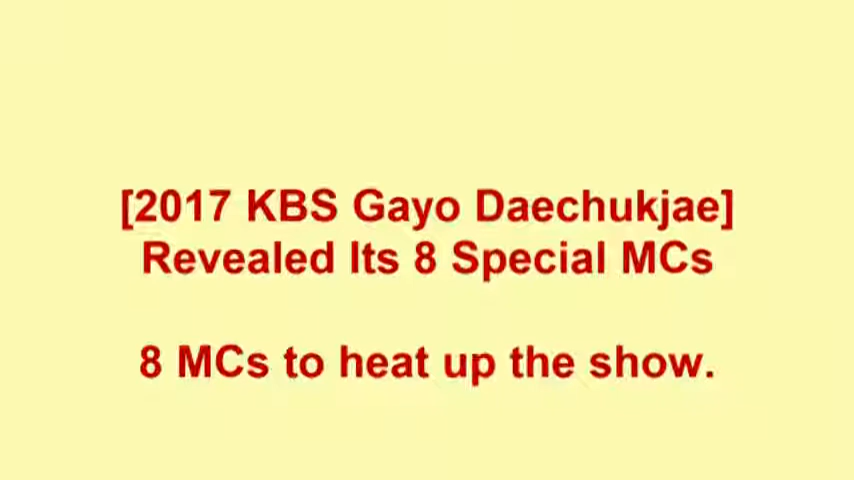 [2017 KBS Gayo Daechukjae]
Revealed Its 8 Special MCs
8 MCs to heat up the show.